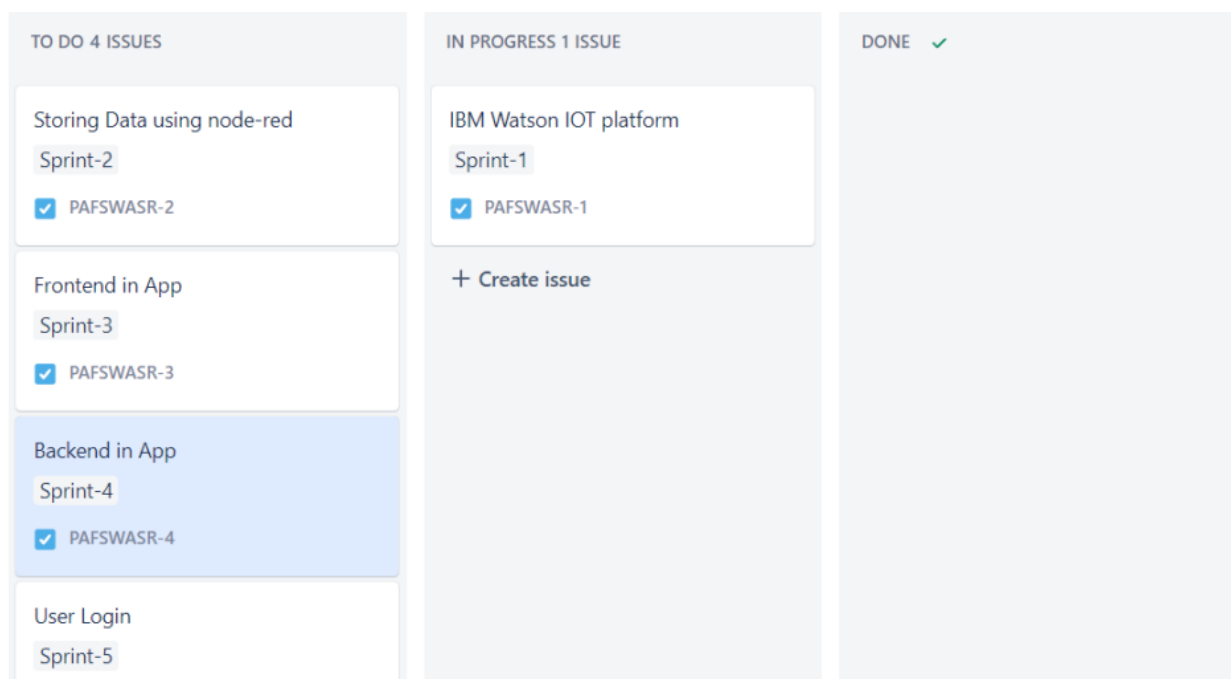 TO DO 4 ISSUES
Storing Data using node-red
Sprint-2
PAFSWASR-2
Frontend in App
Sprint-3
PAFSWASR-3
Backend in App
Sprint-4
PAFSWASR-4
User Login
Sprint-5
IN PROGRESS 1 ISSUE
IBM Watson IOT platform
Sprint-1
PAFSWASR-1
+ Create issue
DONE